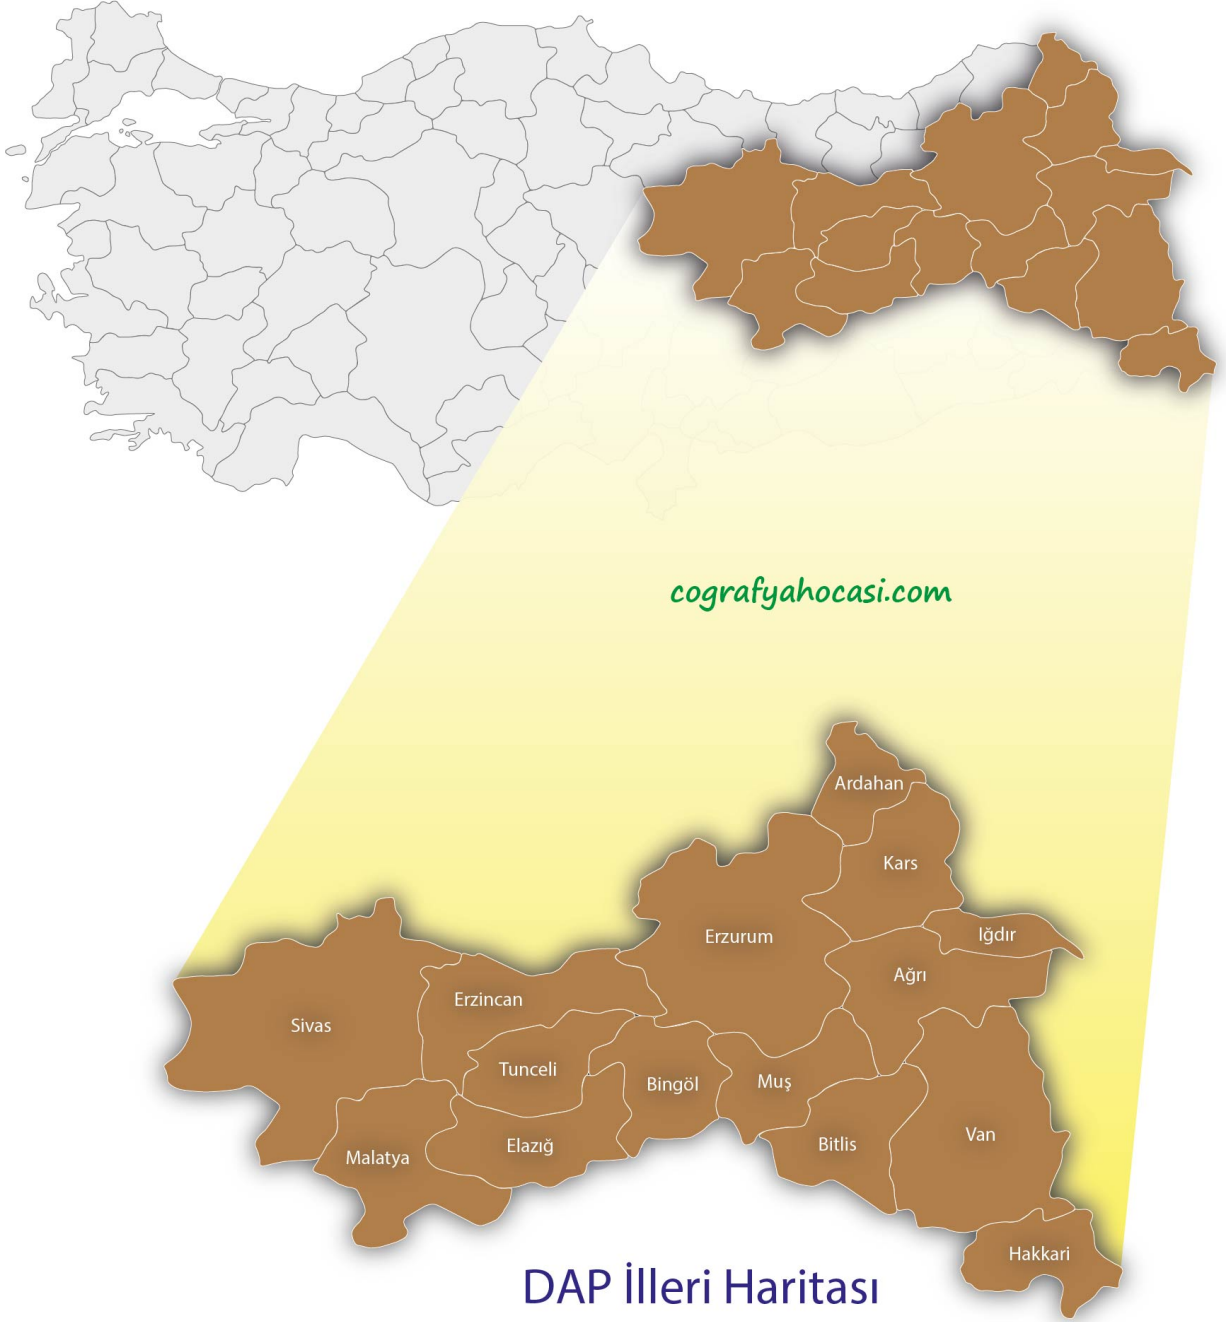 cografyahocasi.com
Ardahan
Kars
Iğdır
Erzurum
Ağrı
Erzincan
Sivas
Tunceli
Bingöl
Muş
Van
Bitlis
Elazığ
Malatya
Hakkari
DAP İlleri Haritası